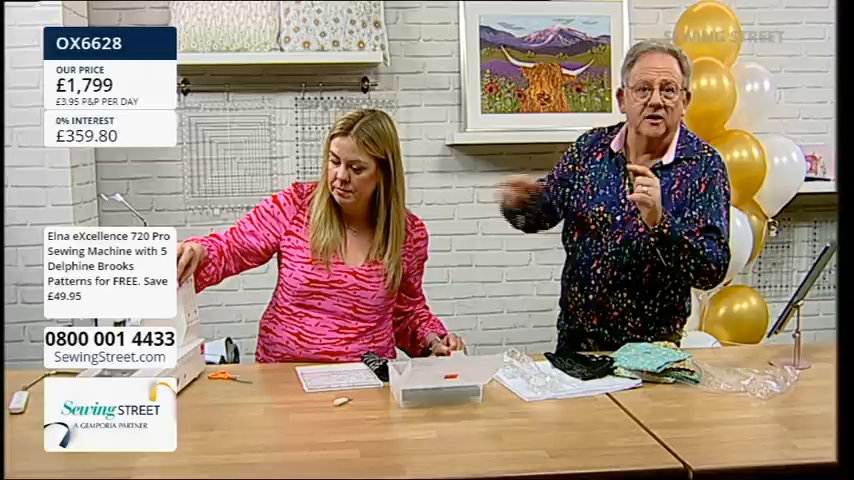 OX6628
OUR PRICE
£1,799
£3.95 P&P PER DAY
0% INTEREST
£359.80
SEWING STREET
Elna eXcellence 720 Pro
Sewing Machine with 5
Delphine Brooks
Patterns for FREE. Save
£49.95
0800 001 4433
SewingStreet.com
Sewing STREET
A GEMPORIA PARTNER